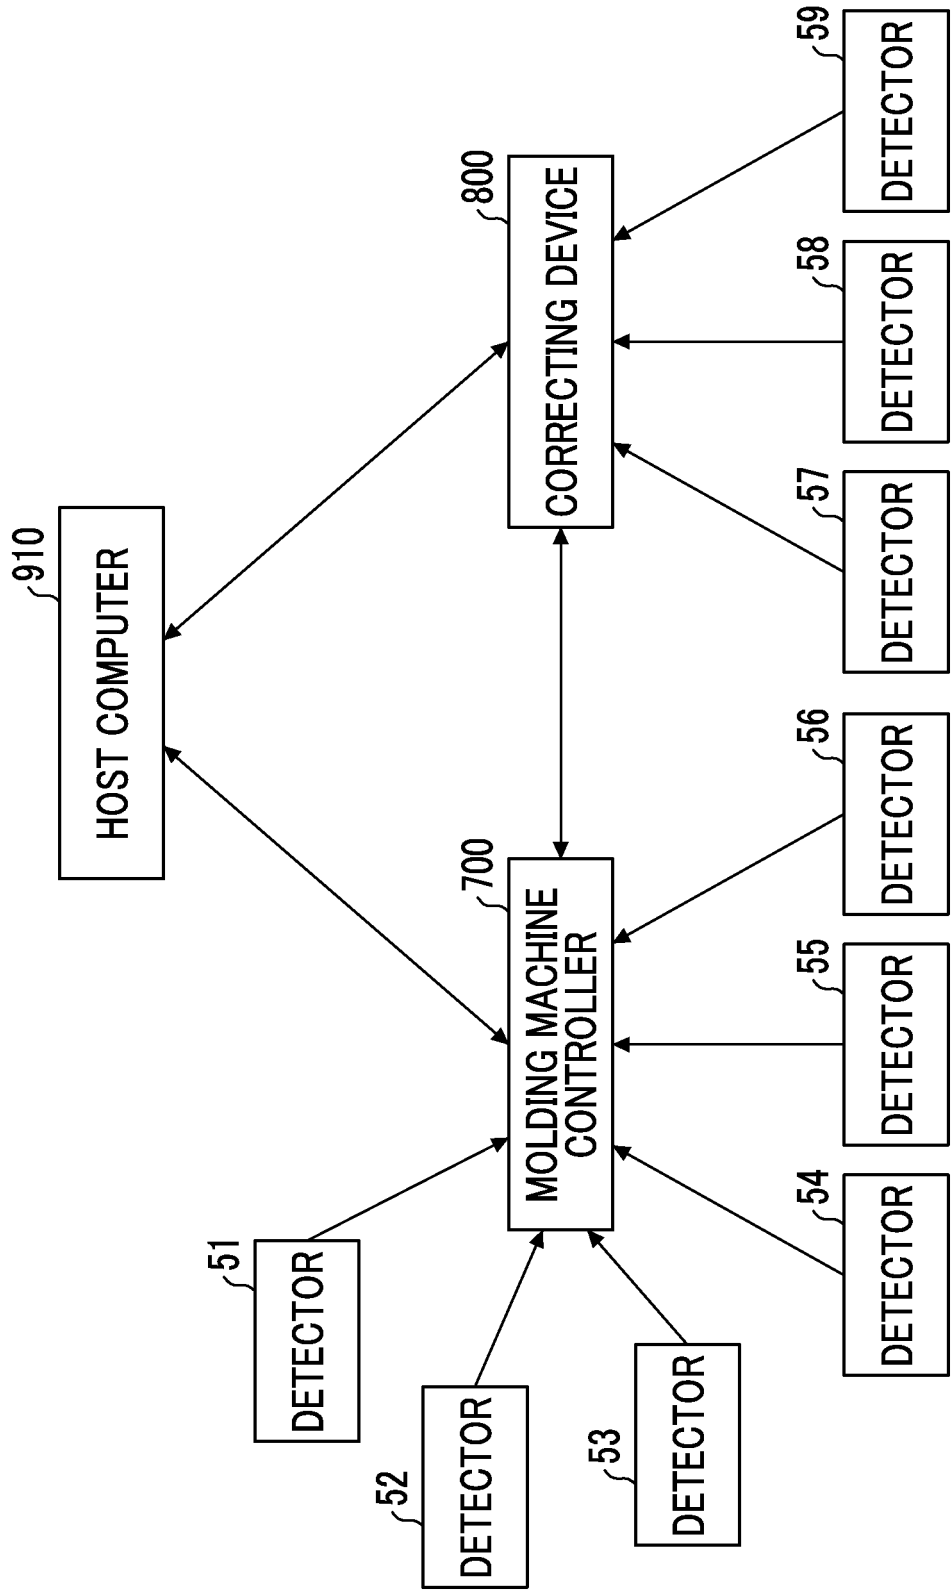 910
HOST COMPUTER
51
DETECTOR
52
DETECTOR
53
DETECTOR
700
MOLDING MACHINE
CONTROLLER
800
CORRECTING DEVICE
54
DETECTOR
55
DETECTOR
56
DETECTOR
57
DETECTOR
58
DETECTOR
59
DETECTOR